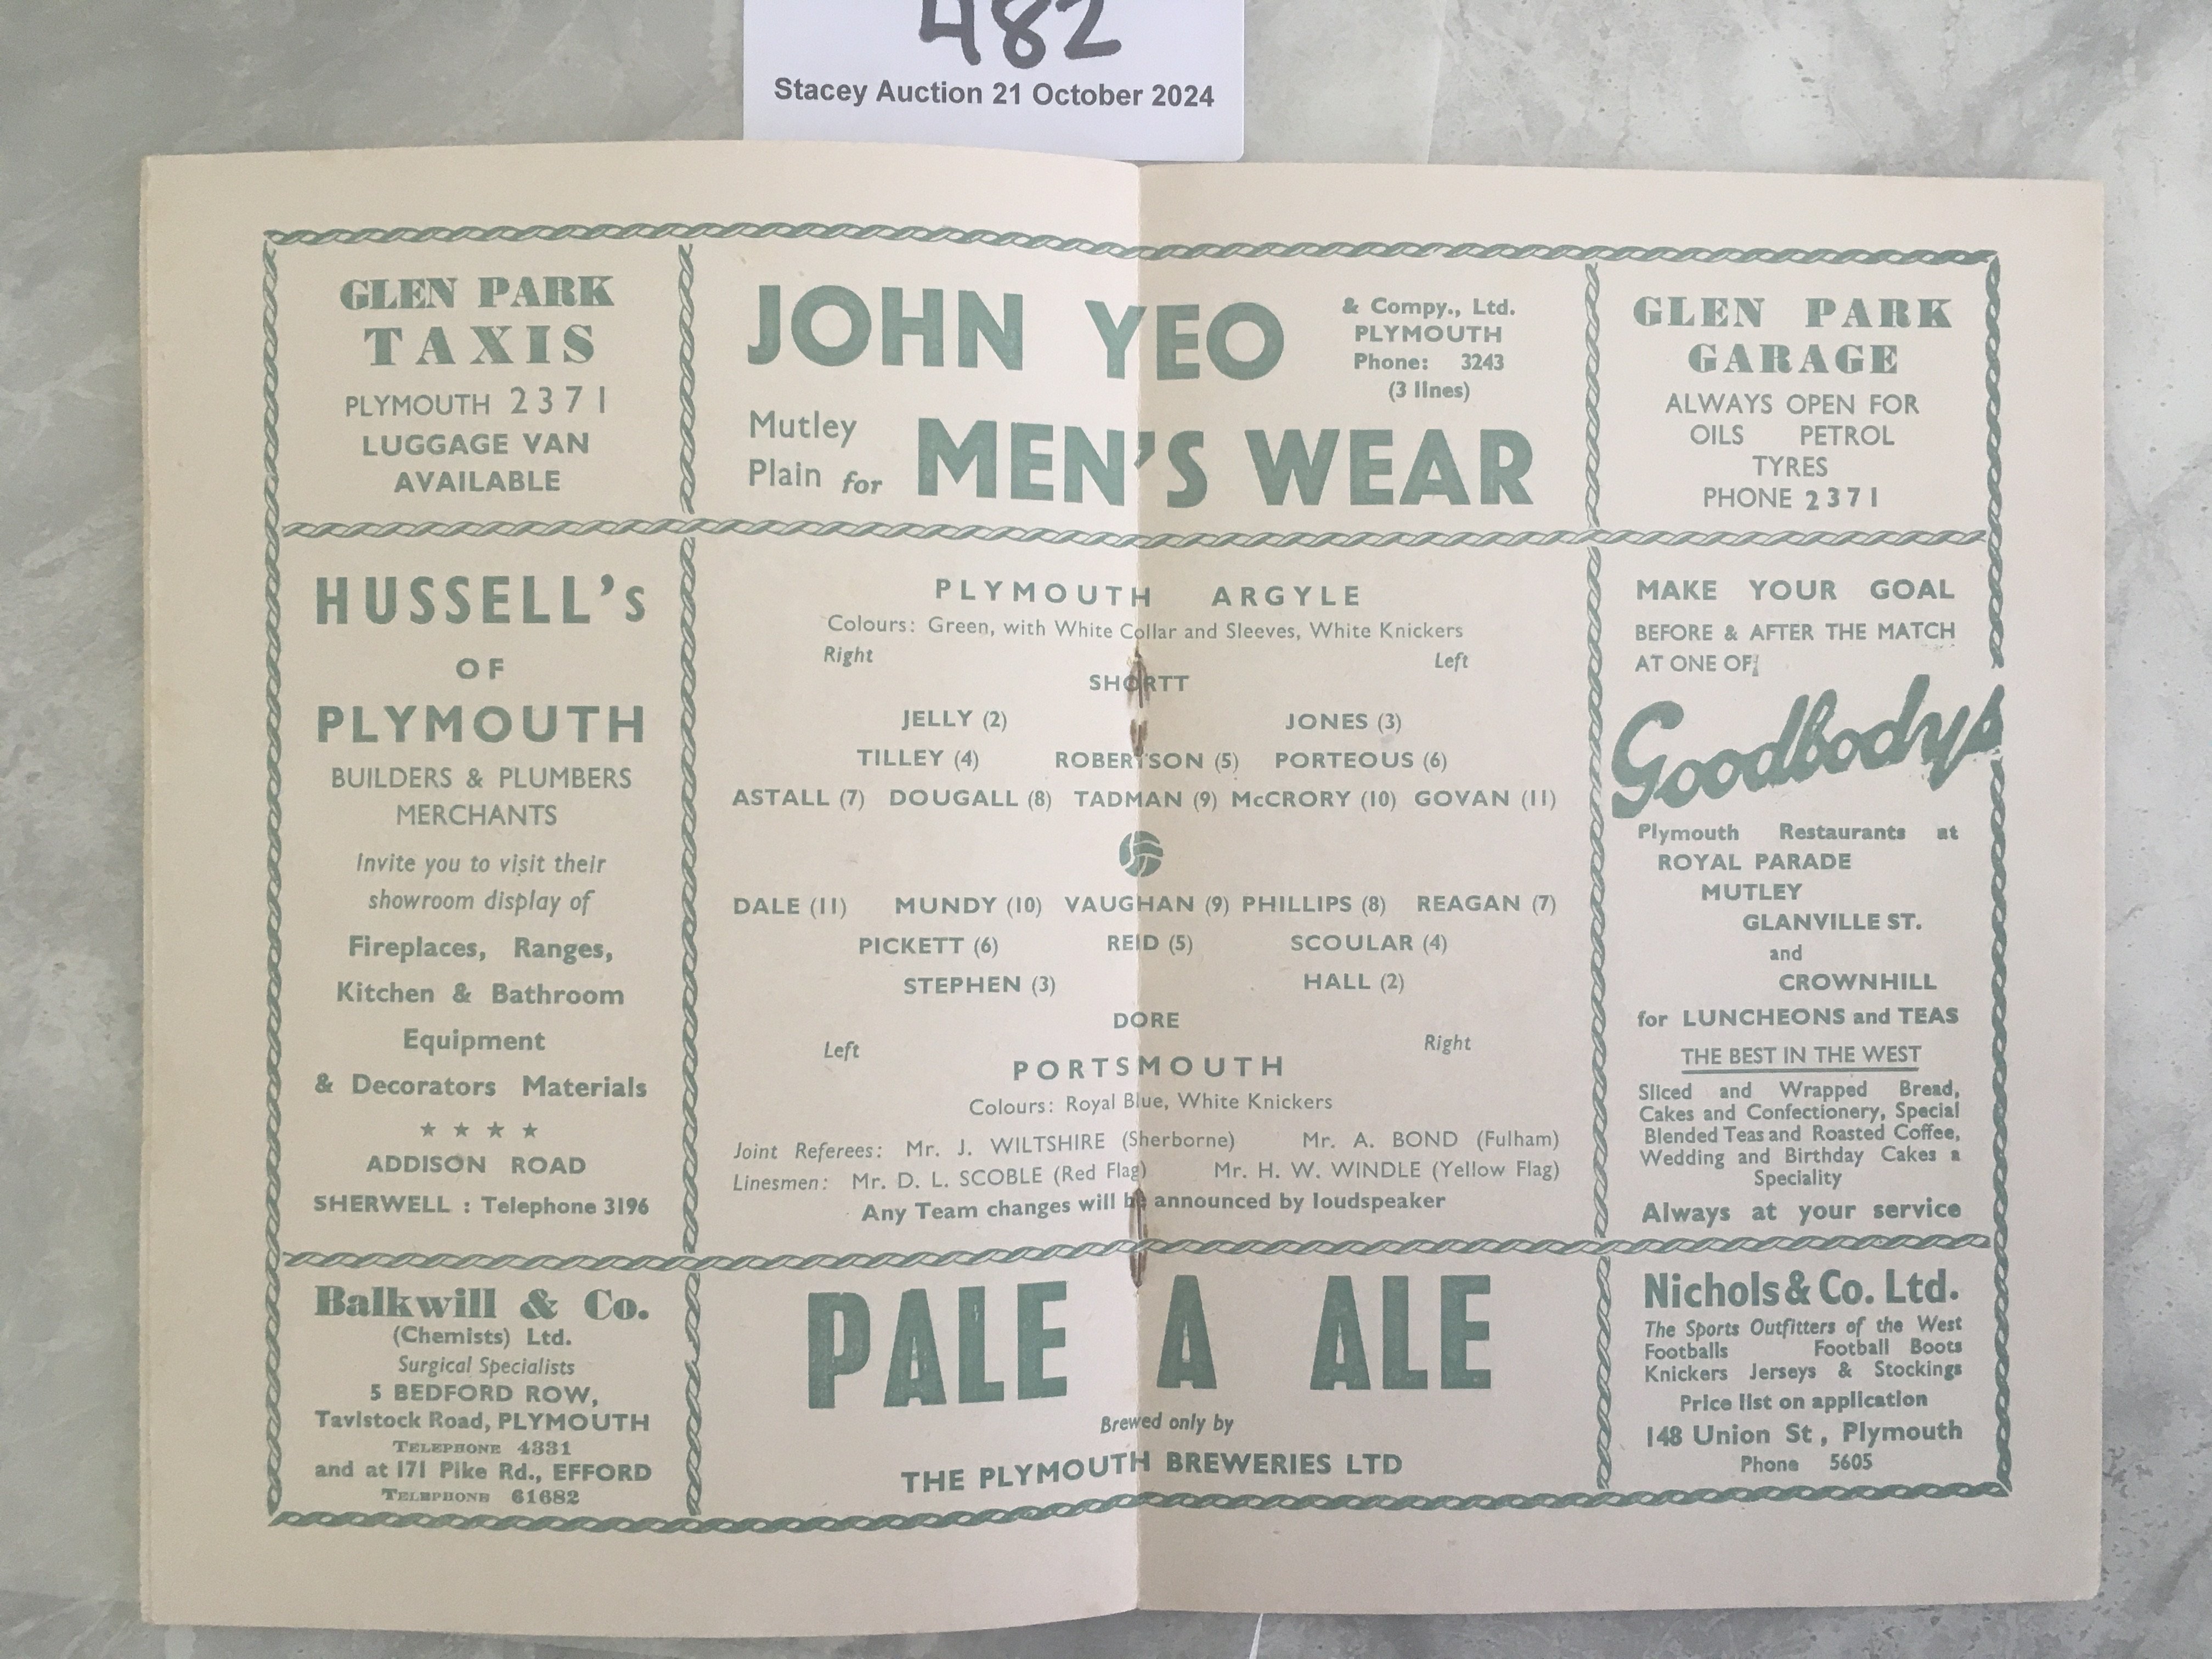 482
Stacey Auction 21 October 2024
GLEN PARK
TAXIS
PLYMOUTH 2371
LUGGAGE VAN
AVAILABLE
JOHN YEO
& Compy., Ltd.
PLYMOUTH
Phone: 3243
(3 lines)
Mutley
Plain for MEN'S WEAR
GLEN PARK
GARAGE
ALWAYS OPEN FOR
OILS PETROL
TYRES
PHONE 2371
HUSSELL's
OF
PLYMOUTH
BUILDERS & PLUMBERS
MERCHANTS
Invite you to visit their
showroom display of
Fireplaces, Ranges,
Kitchen & Bathroom
Equipment
& Decorators Materials
ADDISON ROAD
SHERWELL : Telephone 3196
PLYMOUTH ARGYLE
Colours: Green, with White Collar and Sleeves, White Knickers
Right Left
SHORTT
JELLY (2) JONES (3)
TILLEY (4) ROBERTSON (5) PORTEOUS (6)
ASTALL (7) DOUGALL (8) TADMAN (9) McCRORY (10) GOVAN (11)
DALE (11) MUNDY (10) VAUGHAN (9) PHILLIPS (8) REAGAN (7)
PICKETT (6) REID (5) SCOULAR (4)
STEPHEN (3) HALL (2)
DORE
Left Right
PORTSMOUTH
Colours: Royal Blue, White Knickers
Joint Referees: Mr. J. WILTSHIRE (Sherborne) Mr. A. BOND (Fulham)
Linesmen: Mr. D. L. SCOBLE (Red Flag) Mr. H. W. WINDLE (Yellow Flag)
Any Team changes will be announced by loudspeaker
MAKE YOUR GOAL
BEFORE & AFTER THE MATCH
AT ONE OF
Goodbodys
Plymouth Restaurants at
ROYAL PARADE
MUTLEY
GLANVILLE ST.
and
CROWNHILL
for LUNCHEONS and TEAS
THE BEST IN THE WEST
Sliced and Wrapped Bread,
Cakes and Confectionery, Special
Blended Teas and Roasted Coffee,
Wedding and Birthday Cakes a
Speciality
Always at your service
Balkwill & Co.
(Chemists) Ltd.
Surgical Specialists
5 BEDFORD ROW,
Tavistock Road, PLYMOUTH
TELEPHONE 4331
and at 171 Pike Rd., EFFORD
TELEPHONE 61682
PALE A ALE
Brewed only by
THE PLYMOUTH BREWERIES LTD
Nichols & Co. Ltd.
The Sports Outfitters of the West
Footballs Football Boots
Knickers Jerseys & Stockings
Price list on application
148 Union St, Plymouth
Phone 5605